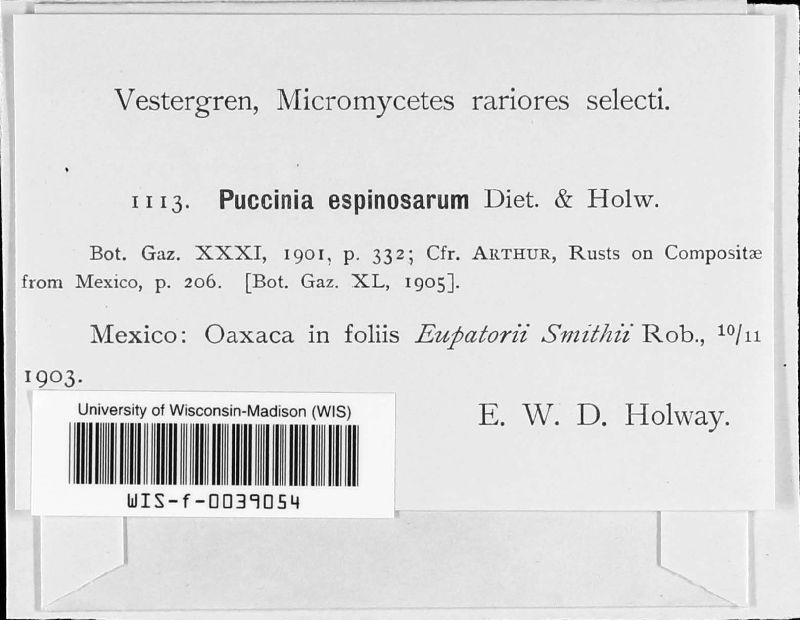 Vestergren, Micromycetes rariores selecti.
1113. Puccinia espinosarum Diet. & Holw.
Bot. Gaz. XXXI, 1901, p. 332; Cfr. ARTHUR, Rusts on Compositæ
from Mexico, p. 206. [Bot. Gaz. XL, 1905].
Mexico: Oaxaca in foliis Eupatorii Smithii Rob., 10/11
1903.
E. W. D. Holway.
University of Wisconsin-Madison (WIS)
WIS-f-0039054